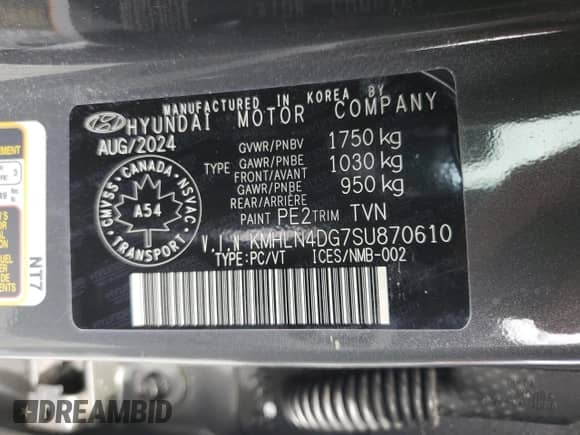 MANUFACTURED IN KOREA BY
HYUNDAI MOTOR COMPANY
AUG/2024
GVWR/PNBV 1750 kg
TYPE GAWR/PNBE FRONT/AVANT 1030 kg
GAWR/PNBE REAR/ARRIÈRE 950 kg
PAINT PE2 TRIM TVN
V.I.N KMHLN4DG7SU870610
TYPE:PC/VT ICES/NMB-002
CANADA
CMVSS NSVAC
A54
TRANSPORT
NT7
DREAMBID